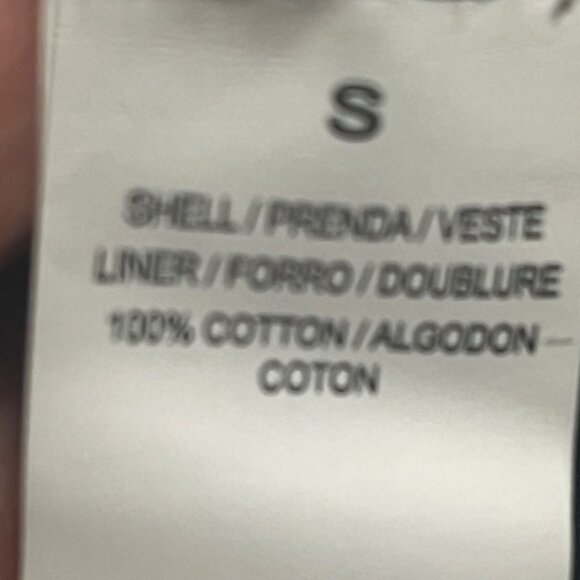 S
SHELL/PRENDA/VESTE
LINER/FORRO/DOUBLURE
100% COTTON/ALGODON-
COTON